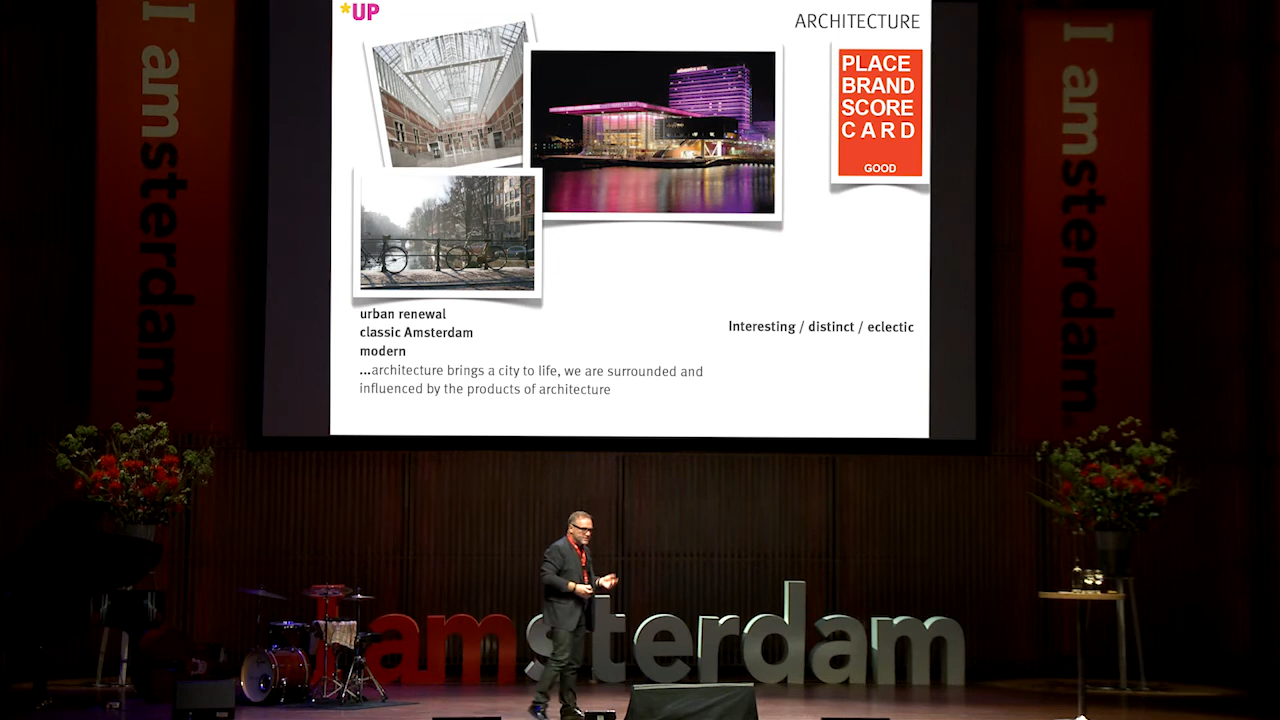 *UP
ARCHITECTURE
PLACE
BRAND
SCORE
CARD
GOOD
urban renewal
classic Amsterdam
modern
...architecture brings a city to life, we are surrounded and
influenced by the products of architecture
Interesting / distinct / eclectic
I amsterdam
I amsterdam
I amsterdam